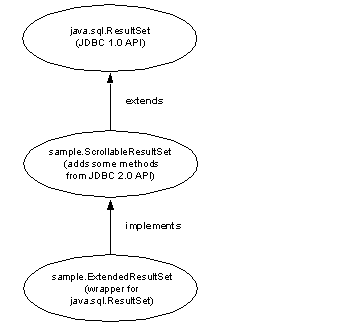 java.sql.ResultSet
(JDBC 1.0 API)
extends
sample.ScrollableResultSet
(adds some methods
from JDBC 2.0 API)
implements
sample.ExtendedResultSet
(wrapper for
java.sql.ResultSet)